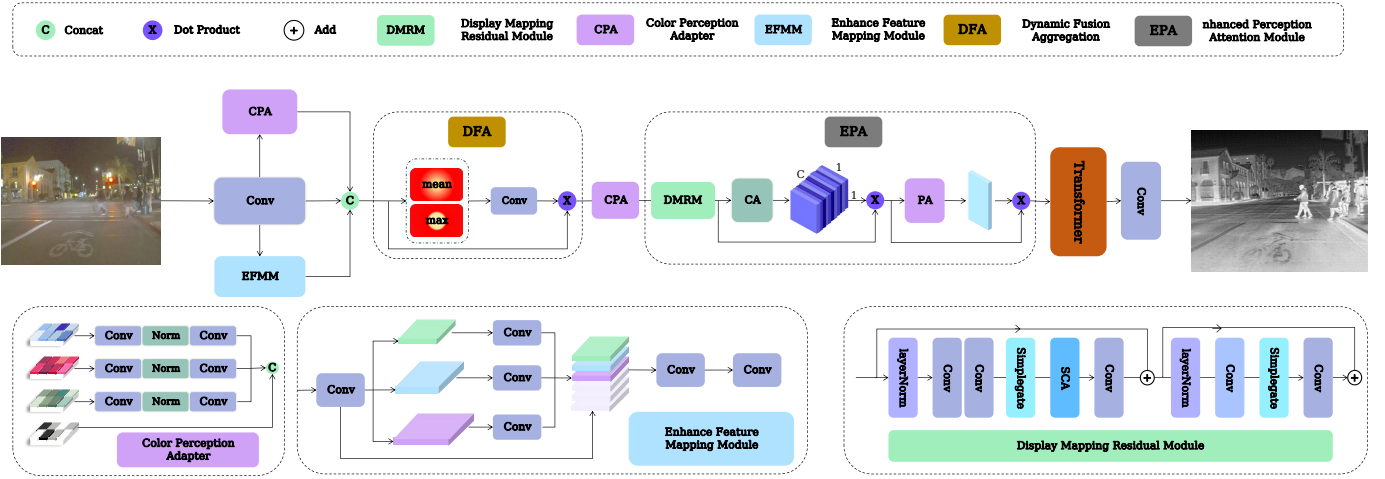 C Concat
X Dot Product
+ Add
DMRM
Display Mapping
Residual Module
CPA
Color Perception
Adapter
EFMM
Enhance Feature
Mapping Module
DFA
Dynamic Fusion
Aggregation
EPA
nhanced Perception
Attention Module
CPA
Conv
EFMM
C
DFA
mean
max
Conv
X
CPA
EPA
DMRM
CA
C
1
1
X
PA
X
Transformer
Conv
Conv Norm Conv
Conv Norm Conv
Conv Norm Conv
C
Color Perception
Adapter
Conv
Conv
Conv
Conv
Conv
Conv
Enhance Feature
Mapping Module
layerNorm
Conv
Conv
Simplegate
SCA
Conv
+
layerNorm
Conv
Simplegate
Conv
+
Display Mapping Residual Module